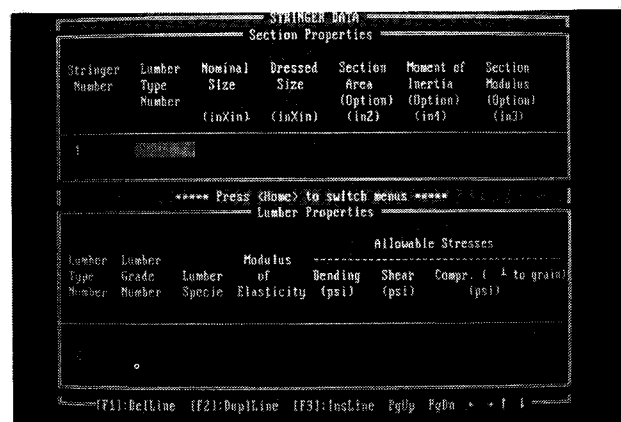 STRINGER DATA
Section Properties
Stringer Lumber Nominal Dressed Section Moment of Section
Number Type Size Size Area Inertia Modulus
Number (Option) (Option) (Option)
(inXin) (inXin) (in2) (in4) (in3)
1
***** Press <Home> to switch menus *****
Lumber Properties
Allowable Stresses
Lumber Lumber Modulus
Type Grade Lumber of Bending Shear Compr. ( ┴ to grain)
Number Number Specie Elasticity (psi) (psi) (psi)
[F1]:DelLine [F2]:DuplLine [F3]:InsLine PgUp PgDn ← → ↑ ↓